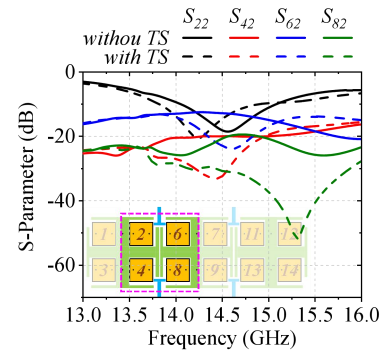 S22 S42 S62 S82
withou TS
with TS
0
-20
-40
-60
S-Parameter (dB)
1 2 6 7 11 12
3 4 8 9 13 14
13.0 13.5 14.0 14.5 15.0 15.5 16.0
Frequency (GHz)